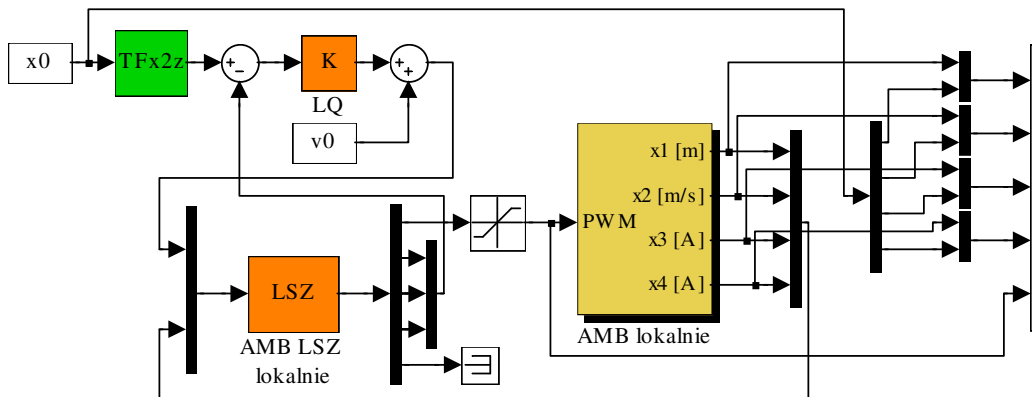 x0
TFx2z
+
−
K
LQ
+
+
v0
x1 [m]
x2 [m/s]
x3 [A]
x4 [A]
PWM
AMB lokalnie
LSZ
AMB LSZ
lokalnie